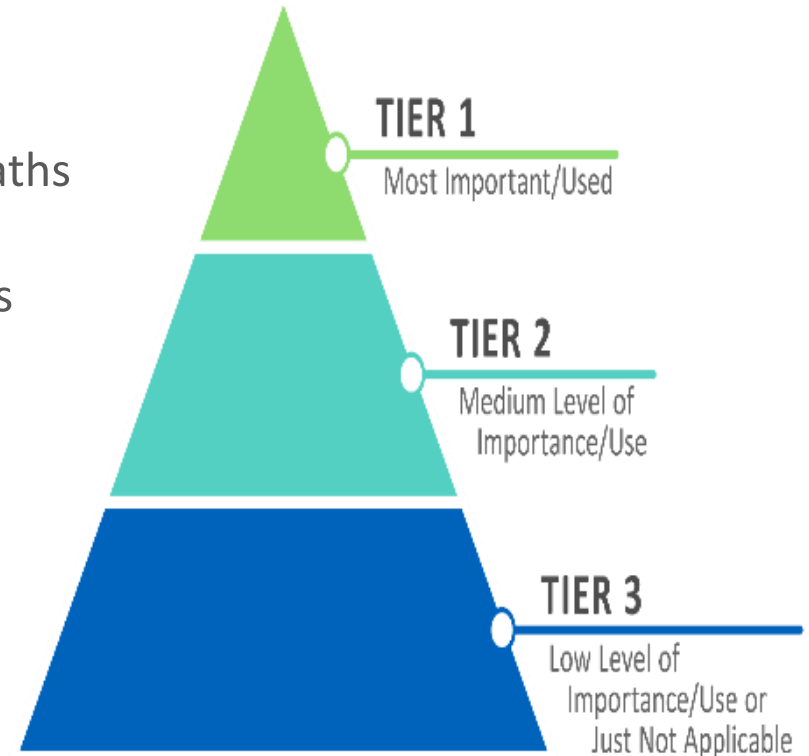 TIER 1
aths
Most Important/Used
s
TIER 2
Medium Level of
Importance/Use
TIER 3
Low Level of
Importance/Use or
Just Not Applicable